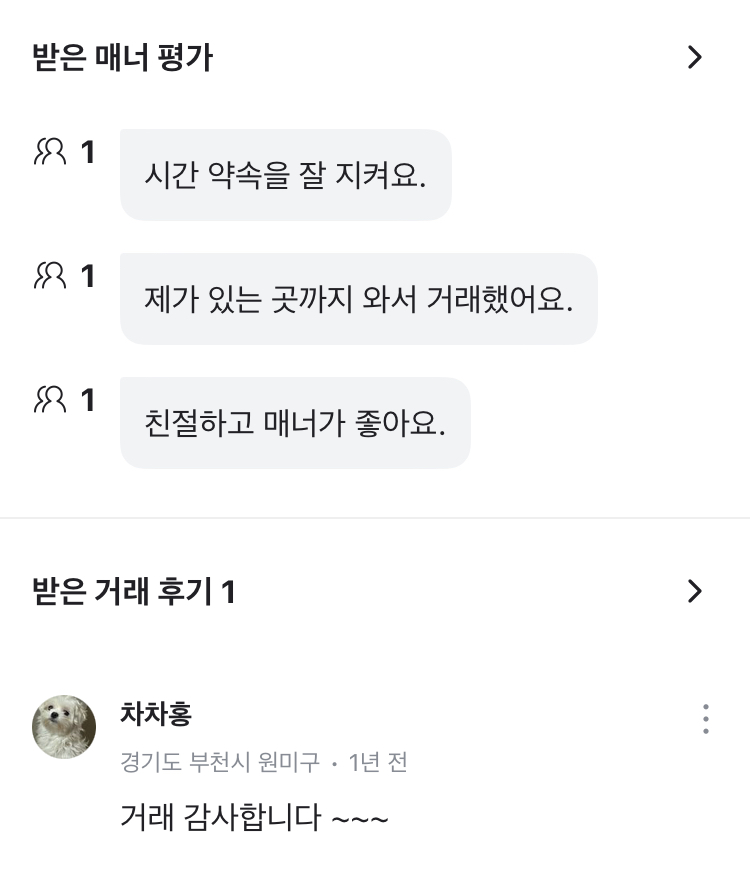 받은 매너 평가
1
시간 약속을 잘 지켜요.
1
제가 있는 곳까지 와서 거래했어요.
1
친절하고 매너가 좋아요.
받은 거래 후기 1
차차홍
경기도 부천시 원미구 · 1년 전
거래 감사합니다 ~~~